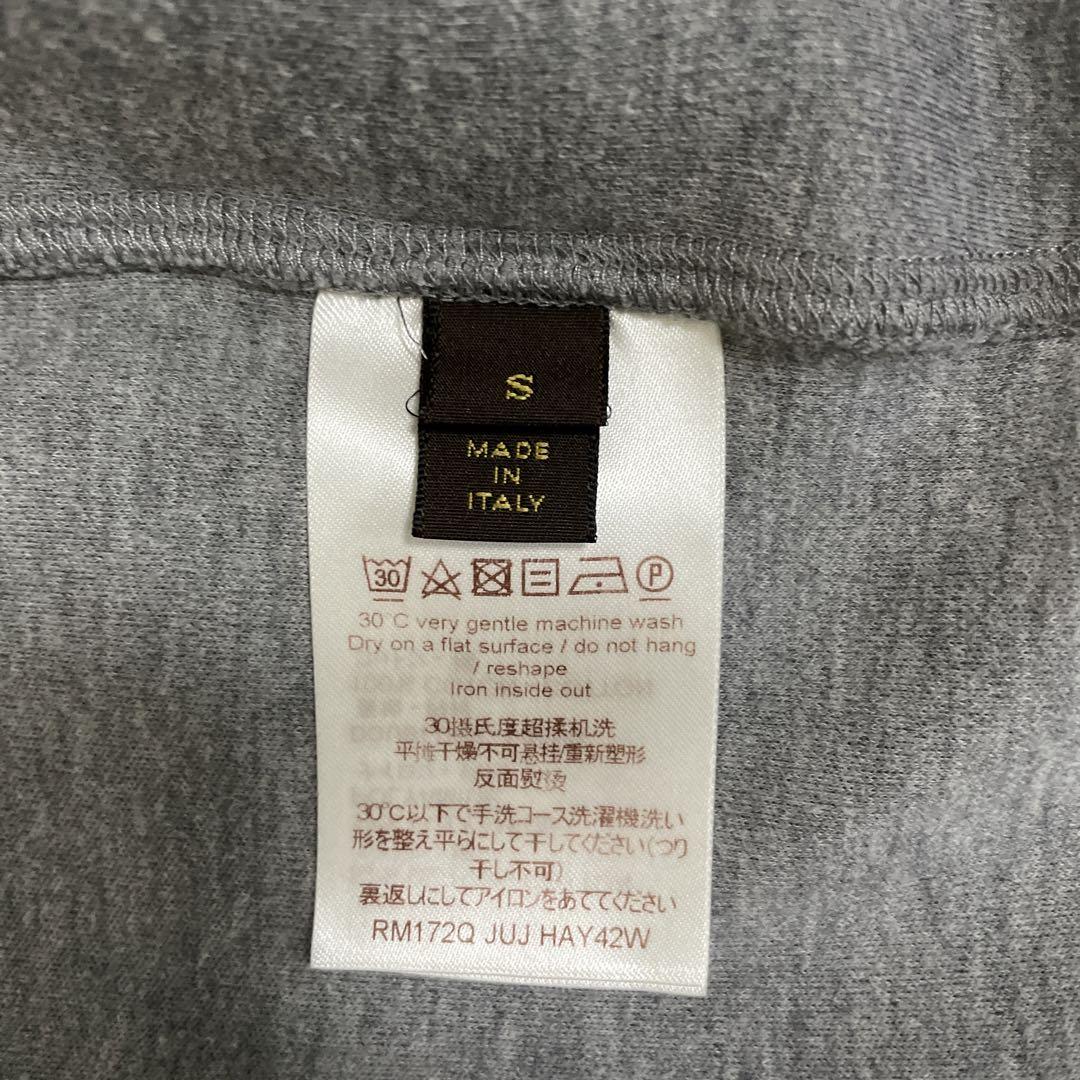 S
MADE
IN
ITALY
30 P
30°C very gentle machine wash
Dry on a flat surface / do not hang
/ reshape
Iron inside out
30摄氏度超柔机洗
平摊干燥/不可悬挂/重新塑形
反面熨烫
30℃以下で手洗コース洗濯機洗い
形を整え平らにして干してください(つり
干し不可)
裏返しにしてアイロンをあててください
RM172Q JUJ HAY42W